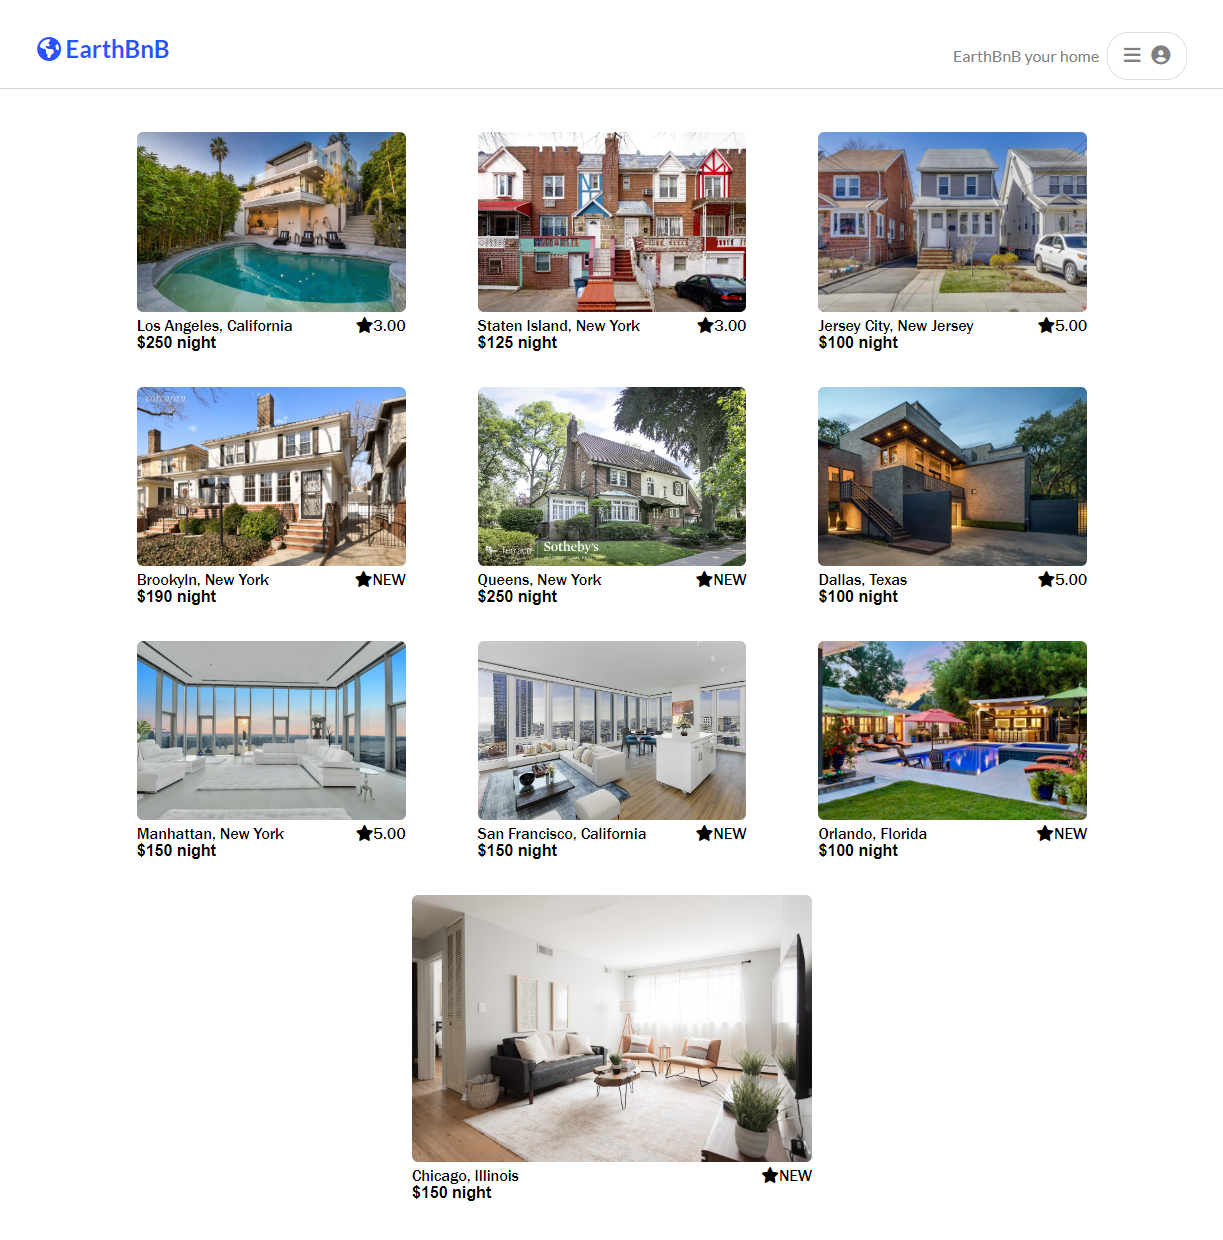 EarthBnB
EarthBnB your home
Los Angeles, California 3.00
$250 night
Staten Island, New York 3.00
$125 night
Jersey City, New Jersey 5.00
$100 night
corcoran
Brookyln, New York NEW
$190 night
Terrace Sotheby's
INTERNATIONAL REALTY
Queens, New York NEW
$250 night
Dallas, Texas 5.00
$100 night
Manhattan, New York 5.00
$150 night
San Francisco, California NEW
$150 night
Orlando, Florida NEW
$100 night
Chicago, Illinois NEW
$150 night